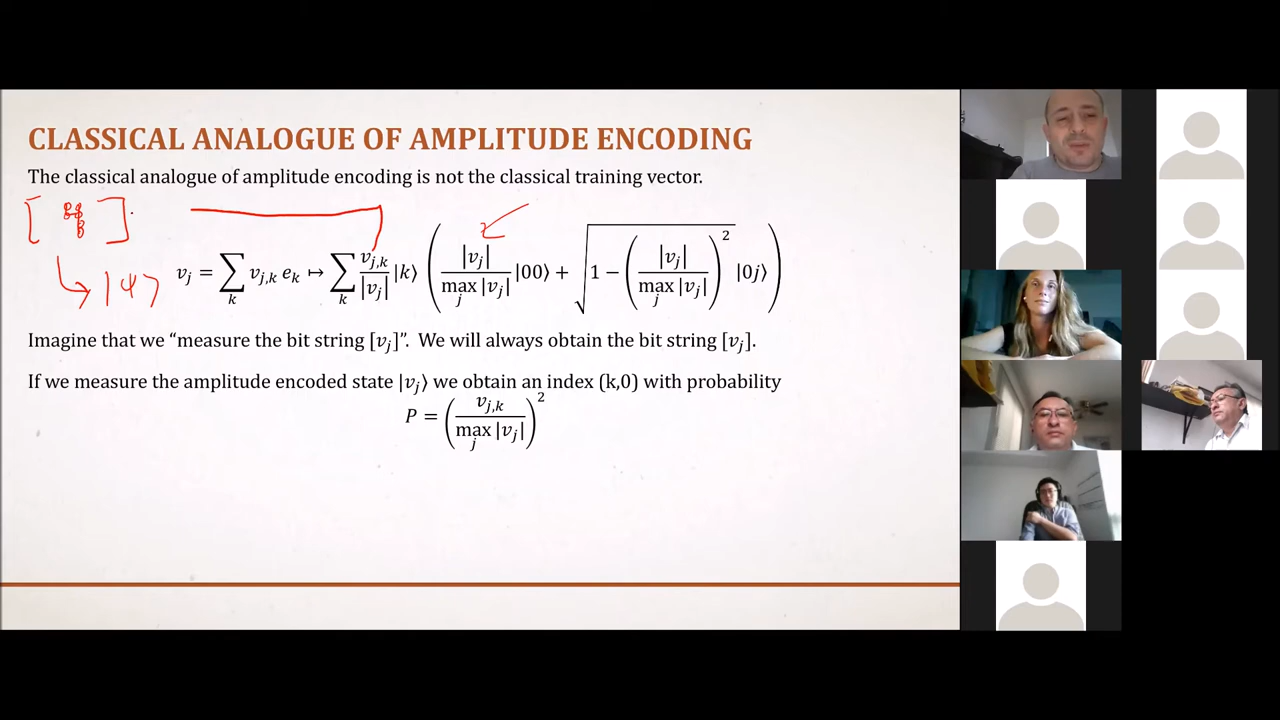 CLASSICAL ANALOGUE OF AMPLITUDE ENCODING
The classical analogue of amplitude encoding is not the classical training vector.
|ψ⟩
v_j = ∑_k v_{j,k} e_k ↦ ∑_k v_{j,k}/|v_j| |k⟩ ( |v_j|/max_j |v_j| |00⟩ + √(1 − (|v_j|/max_j |v_j|)^2) |0j⟩ )
Imagine that we “measure the bit string [v_j]”. We will always obtain the bit string [v_j].
If we measure the amplitude encoded state |v_j⟩ we obtain an index (k,0) with probability
P = (v_{j,k}/max_j |v_j|)^2